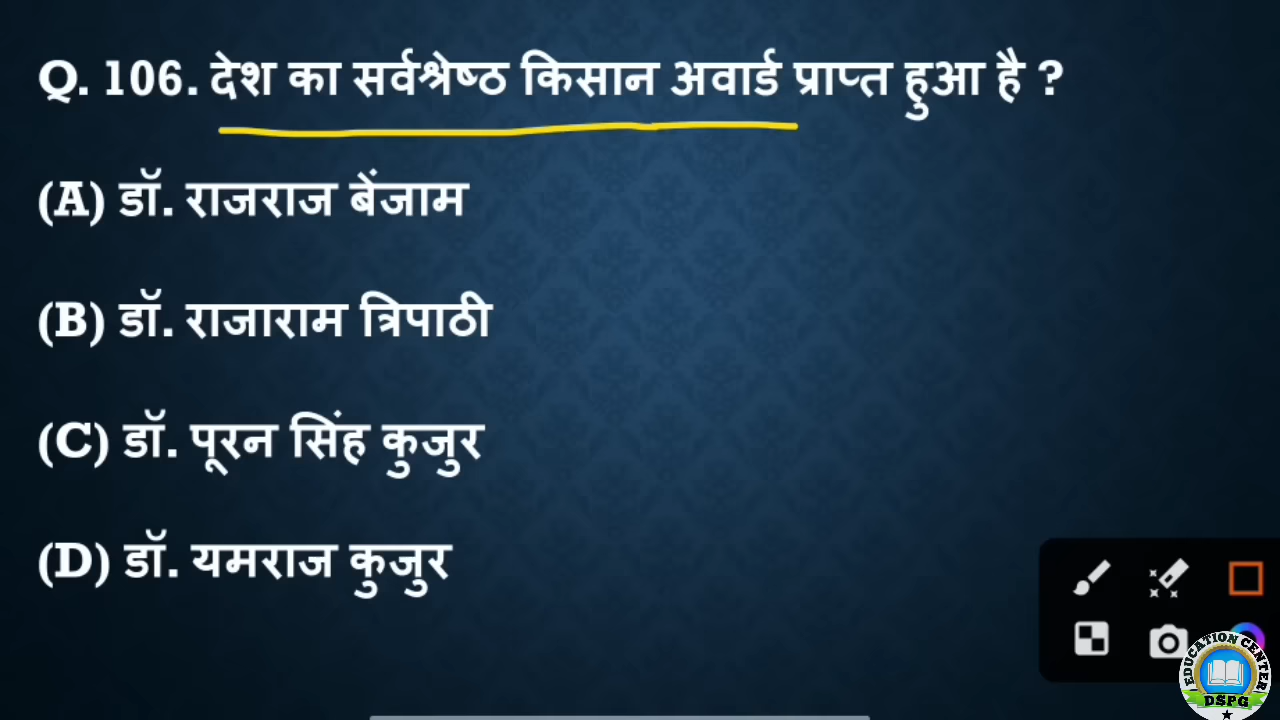 Q. 106. देश का सर्वश्रेष्ठ किसान अवार्ड प्राप्त हुआ है ?
(A) डॉ. राजराज बेंजाम
(B) डॉ. राजाराम त्रिपाठी
(C) डॉ. पूरन सिंह कुजुर
(D) डॉ. यमराज कुजुर
EDUCATION CENTER
DSPG